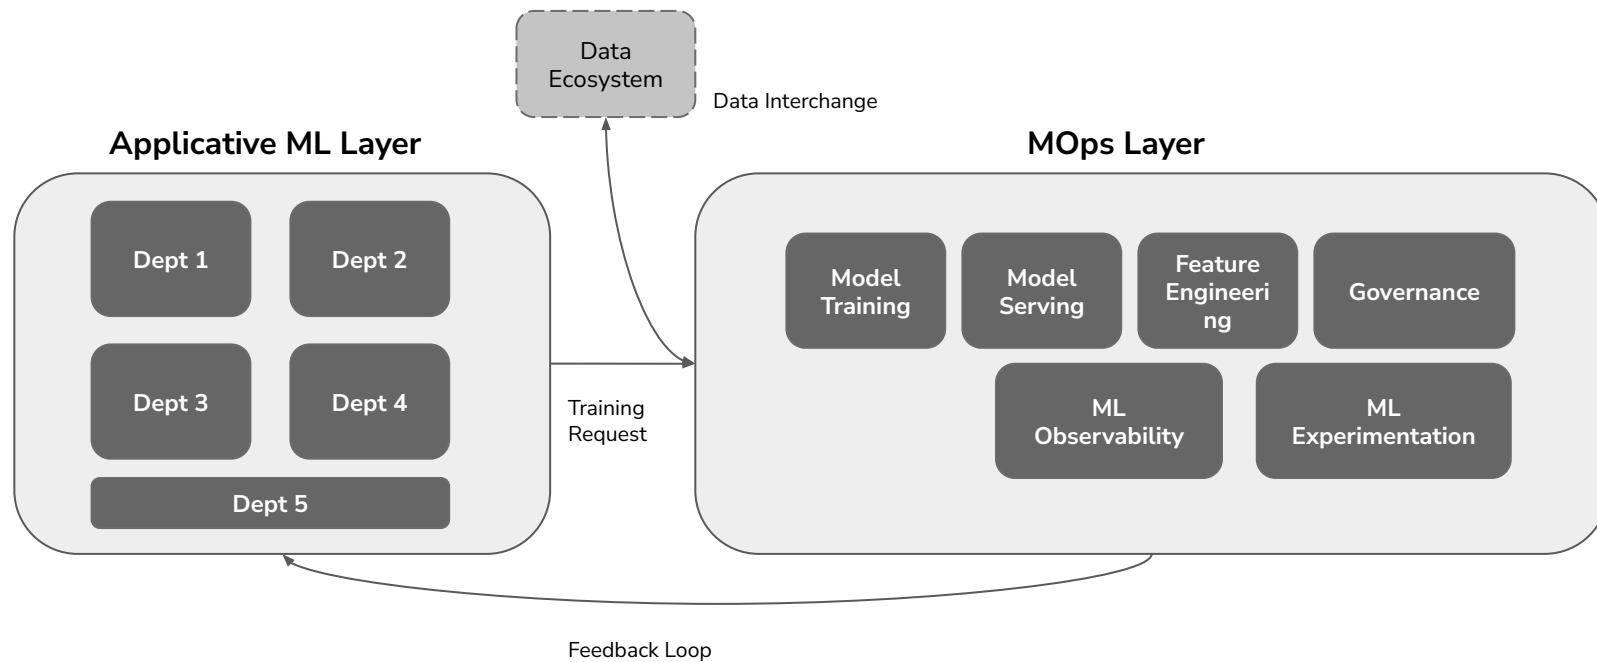 Data
Ecosystem
Data Interchange
Applicative ML Layer
MOps Layer
Dept 1
Dept 2
Dept 3
Dept 4
Dept 5
Training
Request
Model
Training
Model
Serving
Feature
Engineeri
ng
Governance
ML
Observability
ML
Experimentation
Feedback Loop